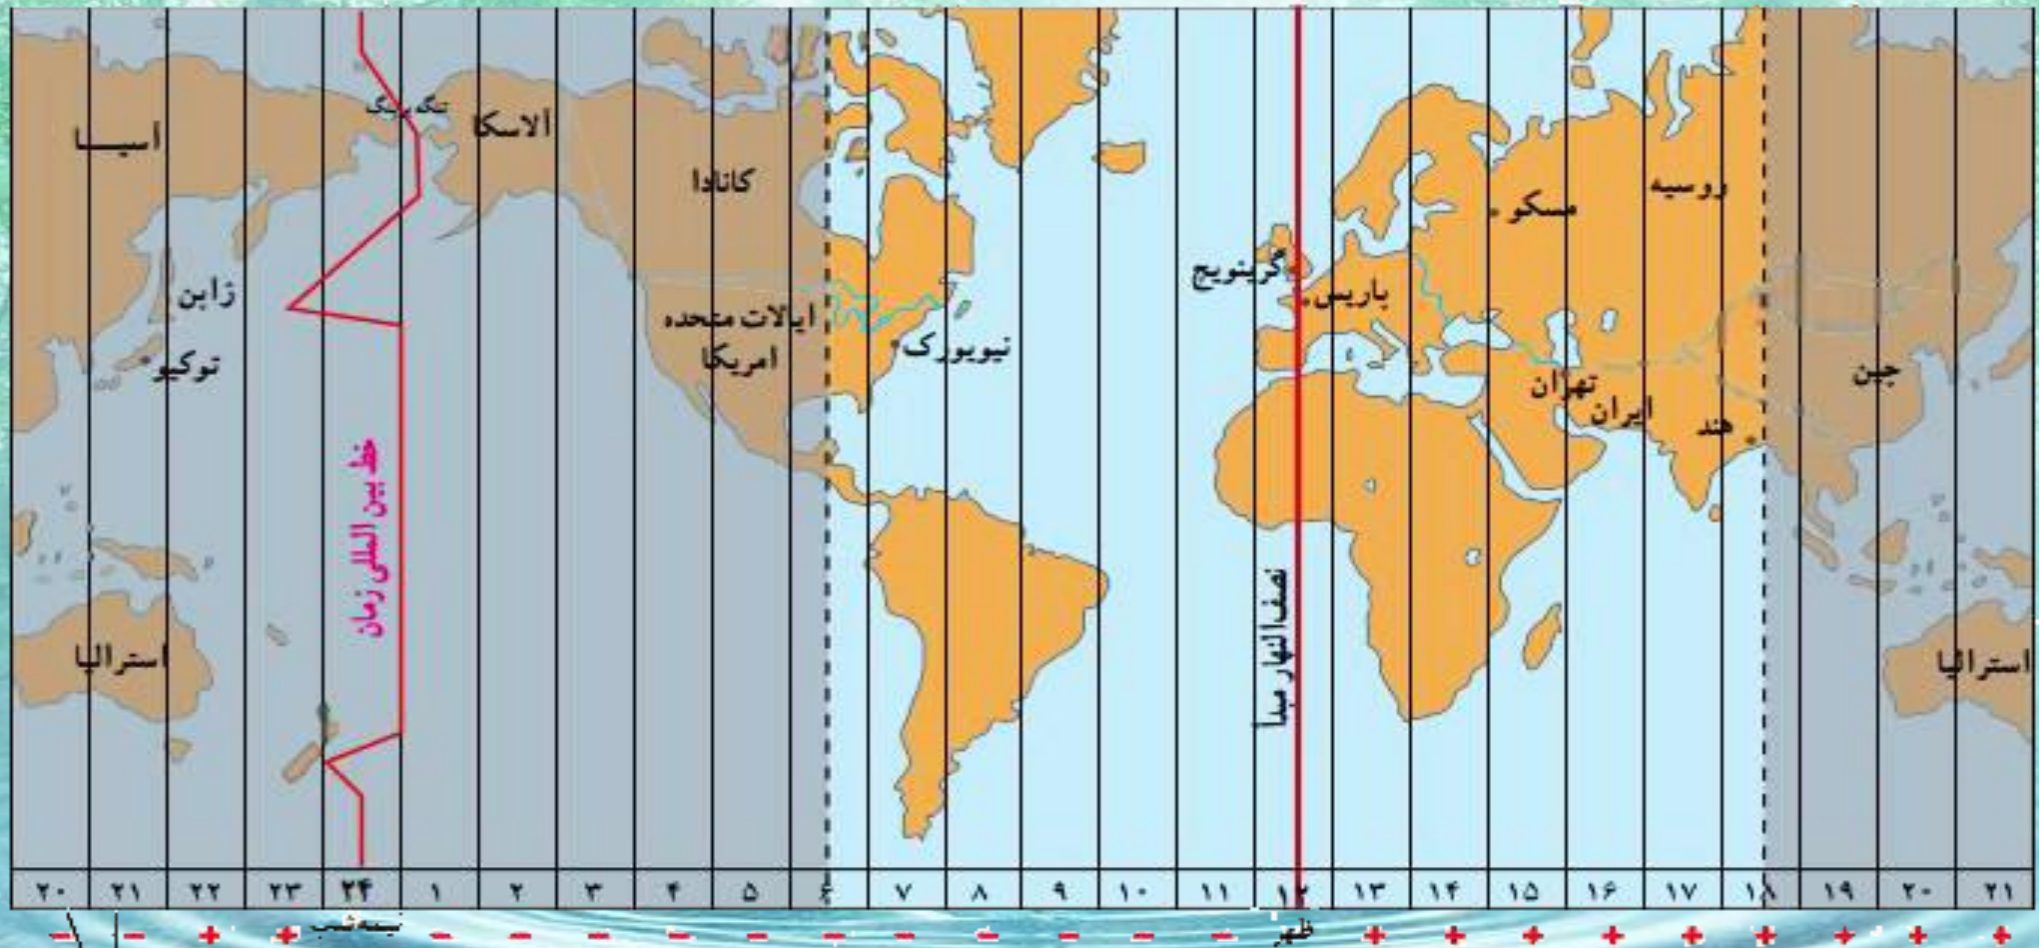 تنگه برینگ
آلاسکا
آسیا
کانادا
روسیه
مسکو
گرینویچ
پاریس
ژاپن
ایالات متحده
امریکا
نیویورک
توکیو
تهران
ایران
هند
چین
خط بین المللی زمان
نصف النهار مبدأ
استرالیا
استرالیا
۲۰ ۲۱ ۲۲ ۲۳ ۲۴ ۱ ۲ ۳ ۴ ۵ ۶ ۷ ۸ ۹ ۱۰ ۱۱ ۱۲ ۱۳ ۱۴ ۱۵ ۱۶ ۱۷ ۱۸ ۱۹ ۲۰ ۲۱
− − + + نیمه شب − − − − − − − − − − − ظهر + + + + + + + + +